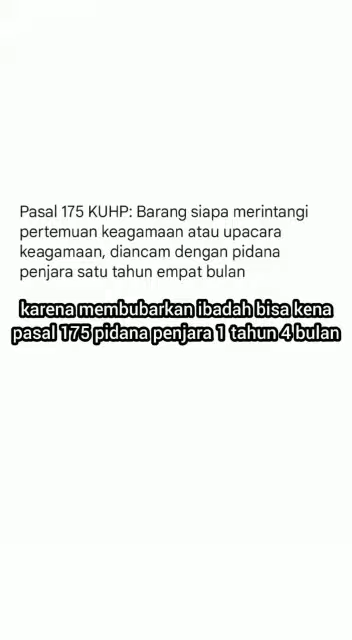 Pasal 175 KUHP: Barang siapa merintangi
pertemuan keagamaan atau upacara
keagamaan, diancam dengan pidana
penjara satu tahun empat bulan
karena membubarkan ibadah bisa kena
pasal 175 pidana penjara 1 tahun 4 bulan